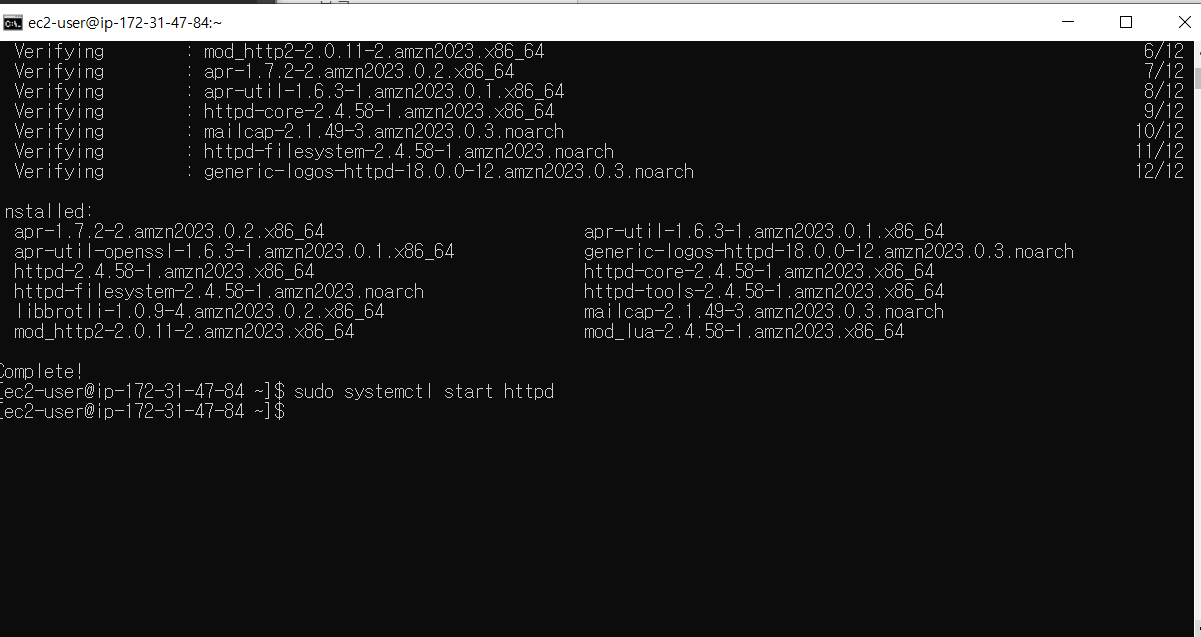 ec2-user@ip-172-31-47-84:~
Verifying : mod_http2-2.0.11-2.amzn2023.x86_64 6/12
Verifying : apr-1.7.2-2.amzn2023.0.2.x86_64 7/12
Verifying : apr-util-1.6.3-1.amzn2023.0.1.x86_64 8/12
Verifying : httpd-core-2.4.58-1.amzn2023.x86_64 9/12
Verifying : mailcap-2.1.49-3.amzn2023.0.3.noarch 10/12
Verifying : httpd-filesystem-2.4.58-1.amzn2023.noarch 11/12
Verifying : generic-logos-httpd-18.0.0-12.amzn2023.0.3.noarch 12/12
nstalled:
apr-1.7.2-2.amzn2023.0.2.x86_64 apr-util-1.6.3-1.amzn2023.0.1.x86_64
apr-util-openssl-1.6.3-1.amzn2023.0.1.x86_64 generic-logos-httpd-18.0.0-12.amzn2023.0.3.noarch
httpd-2.4.58-1.amzn2023.x86_64 httpd-core-2.4.58-1.amzn2023.x86_64
httpd-filesystem-2.4.58-1.amzn2023.noarch httpd-tools-2.4.58-1.amzn2023.x86_64
libbrotli-1.0.9-4.amzn2023.0.2.x86_64 mailcap-2.1.49-3.amzn2023.0.3.noarch
mod_http2-2.0.11-2.amzn2023.x86_64 mod_lua-2.4.58-1.amzn2023.x86_64
Complete!
[ec2-user@ip-172-31-47-84 ~]$ sudo systemctl start httpd
[ec2-user@ip-172-31-47-84 ~]$